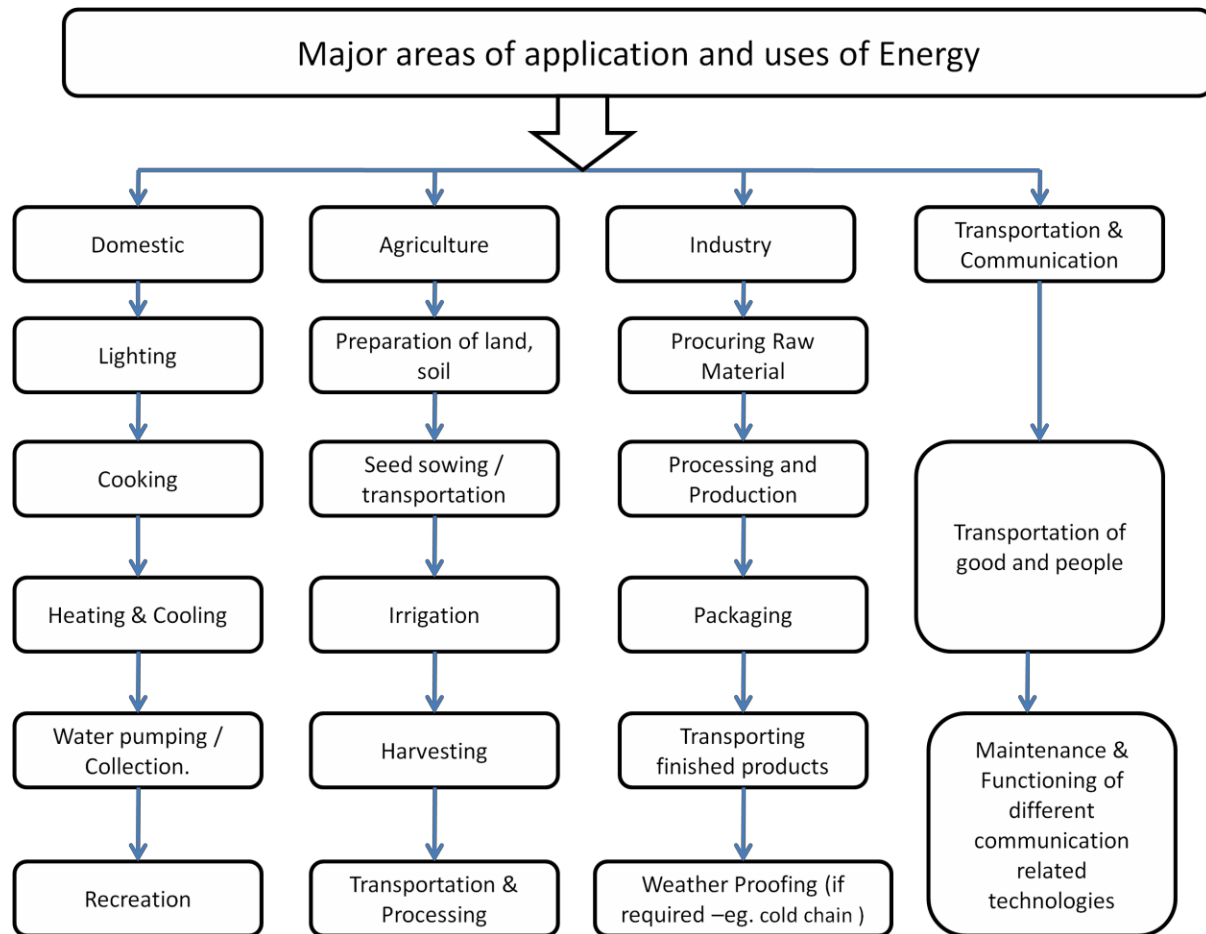 Major areas of application and uses of Energy
Domestic
Lighting
Cooking
Heating & Cooling
Water pumping /
Collection.
Recreation
Agriculture
Preparation of land,
soil
Seed sowing /
transportation
Irrigation
Harvesting
Transportation &
Processing
Industry
Procuring Raw
Material
Processing and
Production
Packaging
Transporting
finished products
Weather Proofing (if
required –eg. cold chain )
Transportation &
Communication
Transportation of
good and people
Maintenance &
Functioning of
different
communication
related
technologies